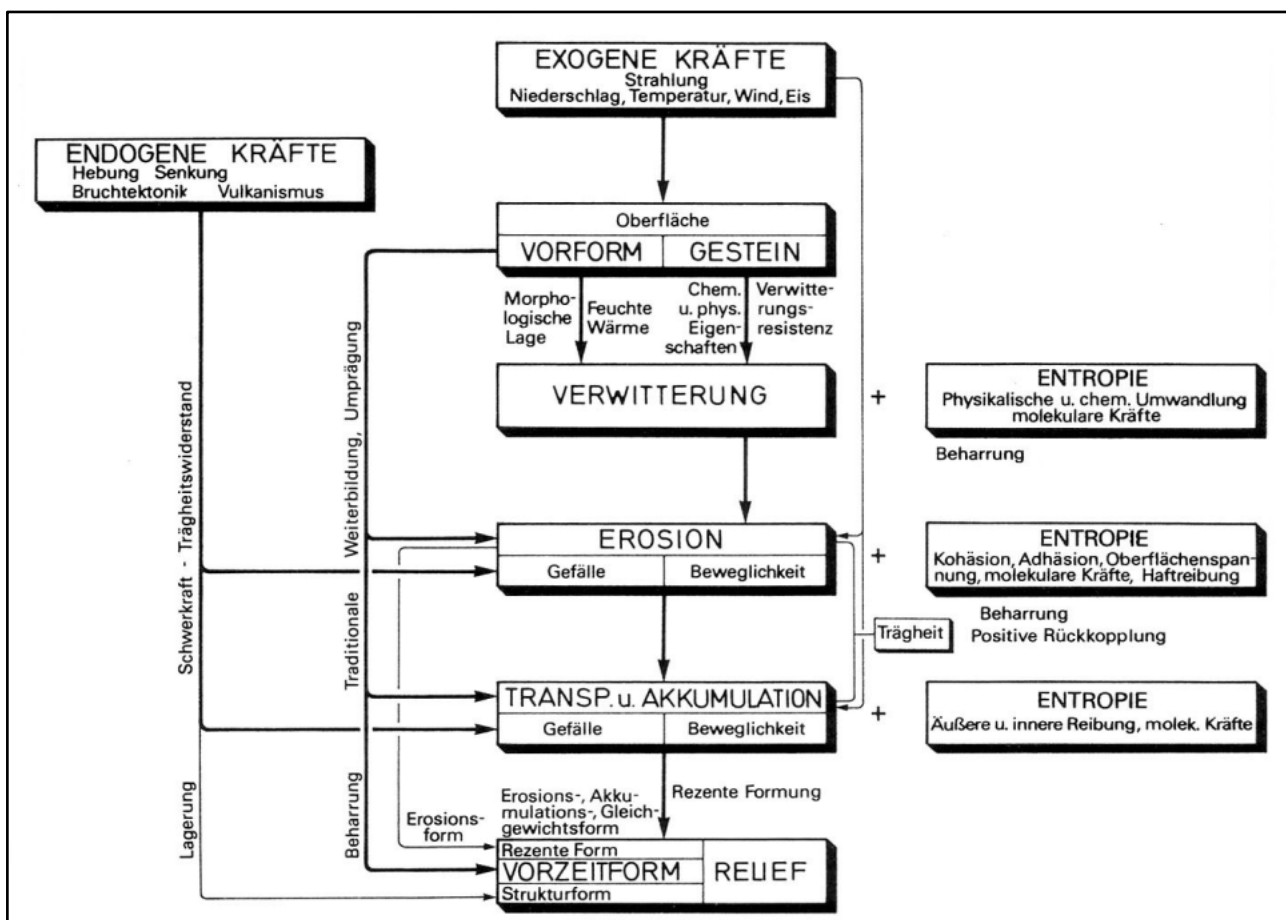 EXOGENE KRÄFTE
Strahlung
Niederschlag, Temperatur, Wind, Eis
ENDOGENE KRÄFTE
Hebung Senkung
Bruchtektonik Vulkanismus
Oberfläche
VORFORM
GESTEIN
Morpho-
logische
Lage
Feuchte
Wärme
Chem.
u. phys.
Eigen-
schaften
Verwitte-
rungs-
resistenz
VERWITTERUNG
+
ENTROPIE
Physikalische u. chem. Umwandlung
molekulare Kräfte
Beharrung
Schwerkraft - Trägheitswiderstand
Traditionale Weiterbildung, Umprägung
EROSION
Gefälle
Beweglichkeit
+
ENTROPIE
Kohäsion, Adhäsion, Oberflächenspan-
nung, molekulare Kräfte, Haftreibung
Beharrung
Positive Rückkopplung
Trägheit
TRANSP. u. AKKUMULATION
Gefälle
Beweglichkeit
+
ENTROPIE
Äußere u. innere Reibung, molek. Kräfte
Lagerung
Beharrung
Erosions-
form
Erosions-, Akku-
mulations-, Gleich-
gewichtsform
Rezente Formung
Rezente Form
VORZEITFORM
Strukturform
RELIEF